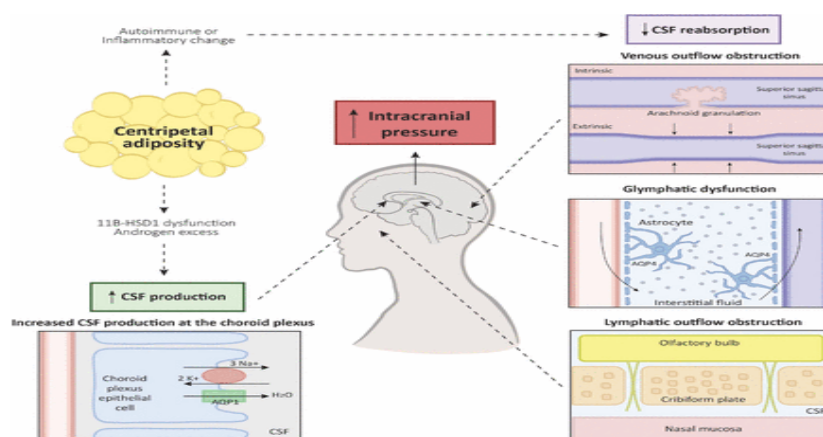 Autoimmune or
Inflammatory change
↓ CSF reabsorption
Venous outflow obstruction
Intrinsic
Superior sagittal
sinus
Arachnoid granulation
Extrinsic
Superior sagittal
sinus
↑ Intracranial
pressure
Centripetal
adiposity
Glymphatic dysfunction
Astrocyte
AQP4
AQP4
Interstitial fluid
11B-HSD1 dysfunction
Androgen excess
↑ CSF production
Increased CSF production at the choroid plexus
3 Na+
2 K+
Choroid
plexus
epithelial
cell
AQP1
H₂O
CSF
Lymphatic outflow obstruction
Olfactory bulb
Cribiform plate
CSF
Nasal mucosa